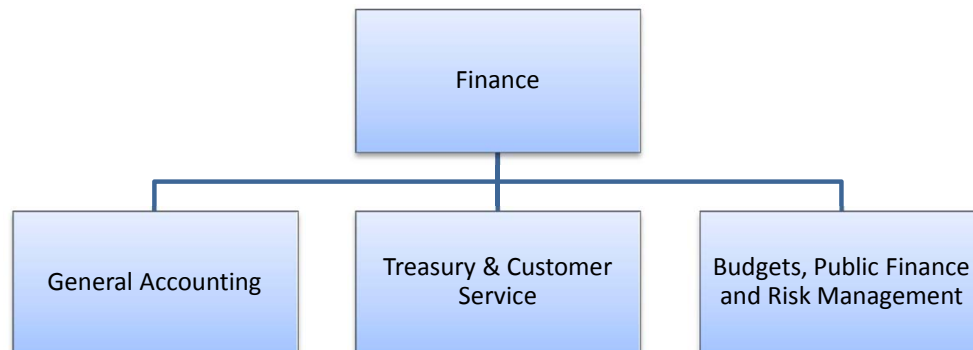 Finance
General Accounting
Treasury & Customer
Service
Budgets, Public Finance
and Risk Management